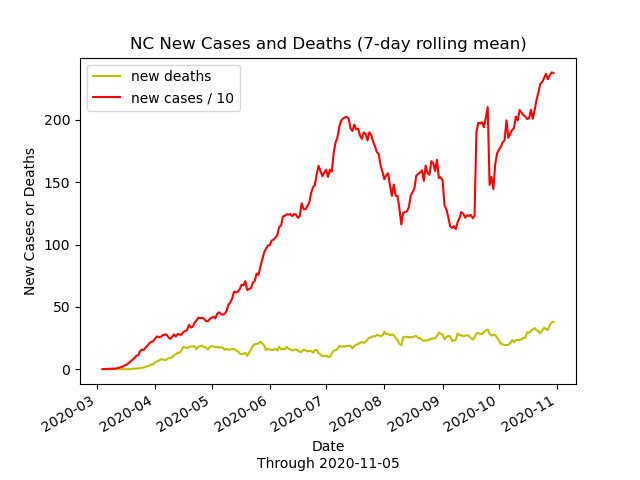 NC New Cases and Deaths (7-day rolling mean)
new deaths
new cases / 10
New Cases or Deaths
200
150
100
50
0
2020-03
2020-04
2020-05
2020-06
2020-07
2020-08
2020-09
2020-10
2020-11
Date
Through 2020-11-05